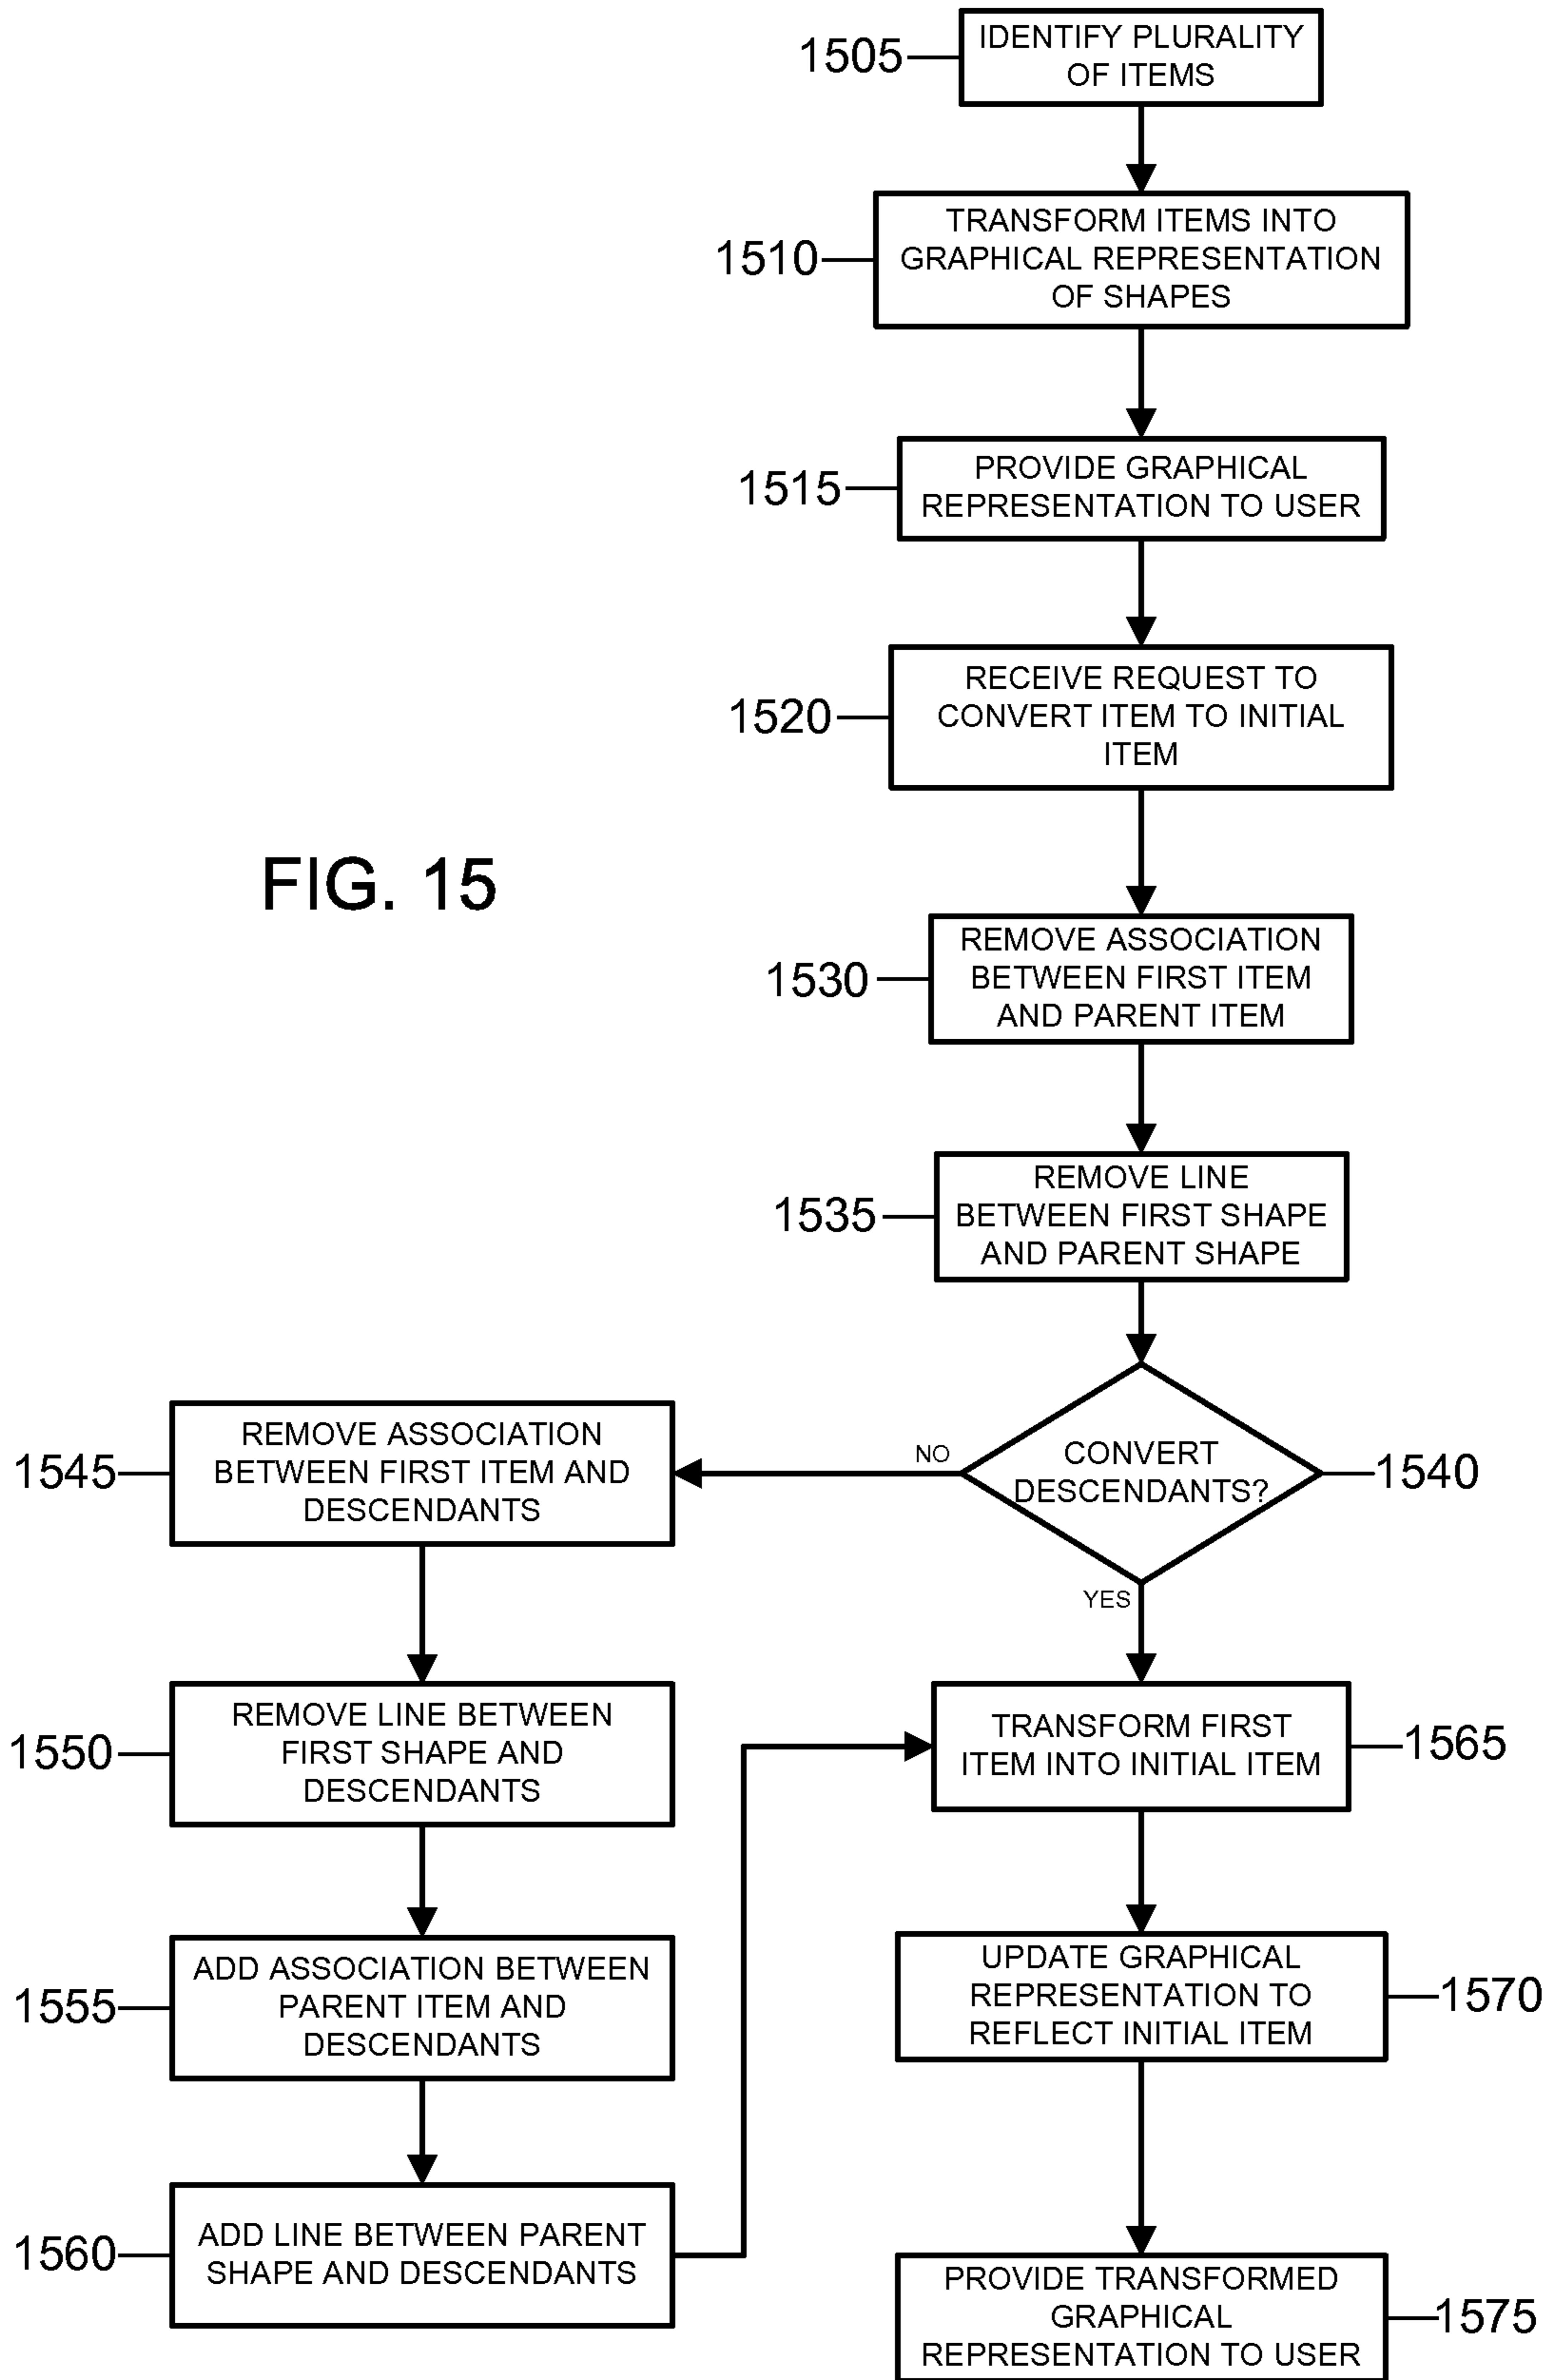 1505
IDENTIFY PLURALITY
OF ITEMS
1510
TRANSFORM ITEMS INTO
GRAPHICAL REPRESENTATION
OF SHAPES
1515
PROVIDE GRAPHICAL
REPRESENTATION TO USER
1520
RECEIVE REQUEST TO
CONVERT ITEM TO INITIAL
ITEM
FIG. 15
1530
REMOVE ASSOCIATION
BETWEEN FIRST ITEM
AND PARENT ITEM
1535
REMOVE LINE
BETWEEN FIRST SHAPE
AND PARENT SHAPE
CONVERT
DESCENDANTS?
1540
NO
YES
1545
REMOVE ASSOCIATION
BETWEEN FIRST ITEM AND
DESCENDANTS
1550
REMOVE LINE BETWEEN
FIRST SHAPE AND
DESCENDANTS
1555
ADD ASSOCIATION BETWEEN
PARENT ITEM AND
DESCENDANTS
1560
ADD LINE BETWEEN PARENT
SHAPE AND DESCENDANTS
TRANSFORM FIRST
ITEM INTO INITIAL ITEM
1565
UPDATE GRAPHICAL
REPRESENTATION TO
REFLECT INITIAL ITEM
1570
PROVIDE TRANSFORMED
GRAPHICAL
REPRESENTATION TO USER
1575